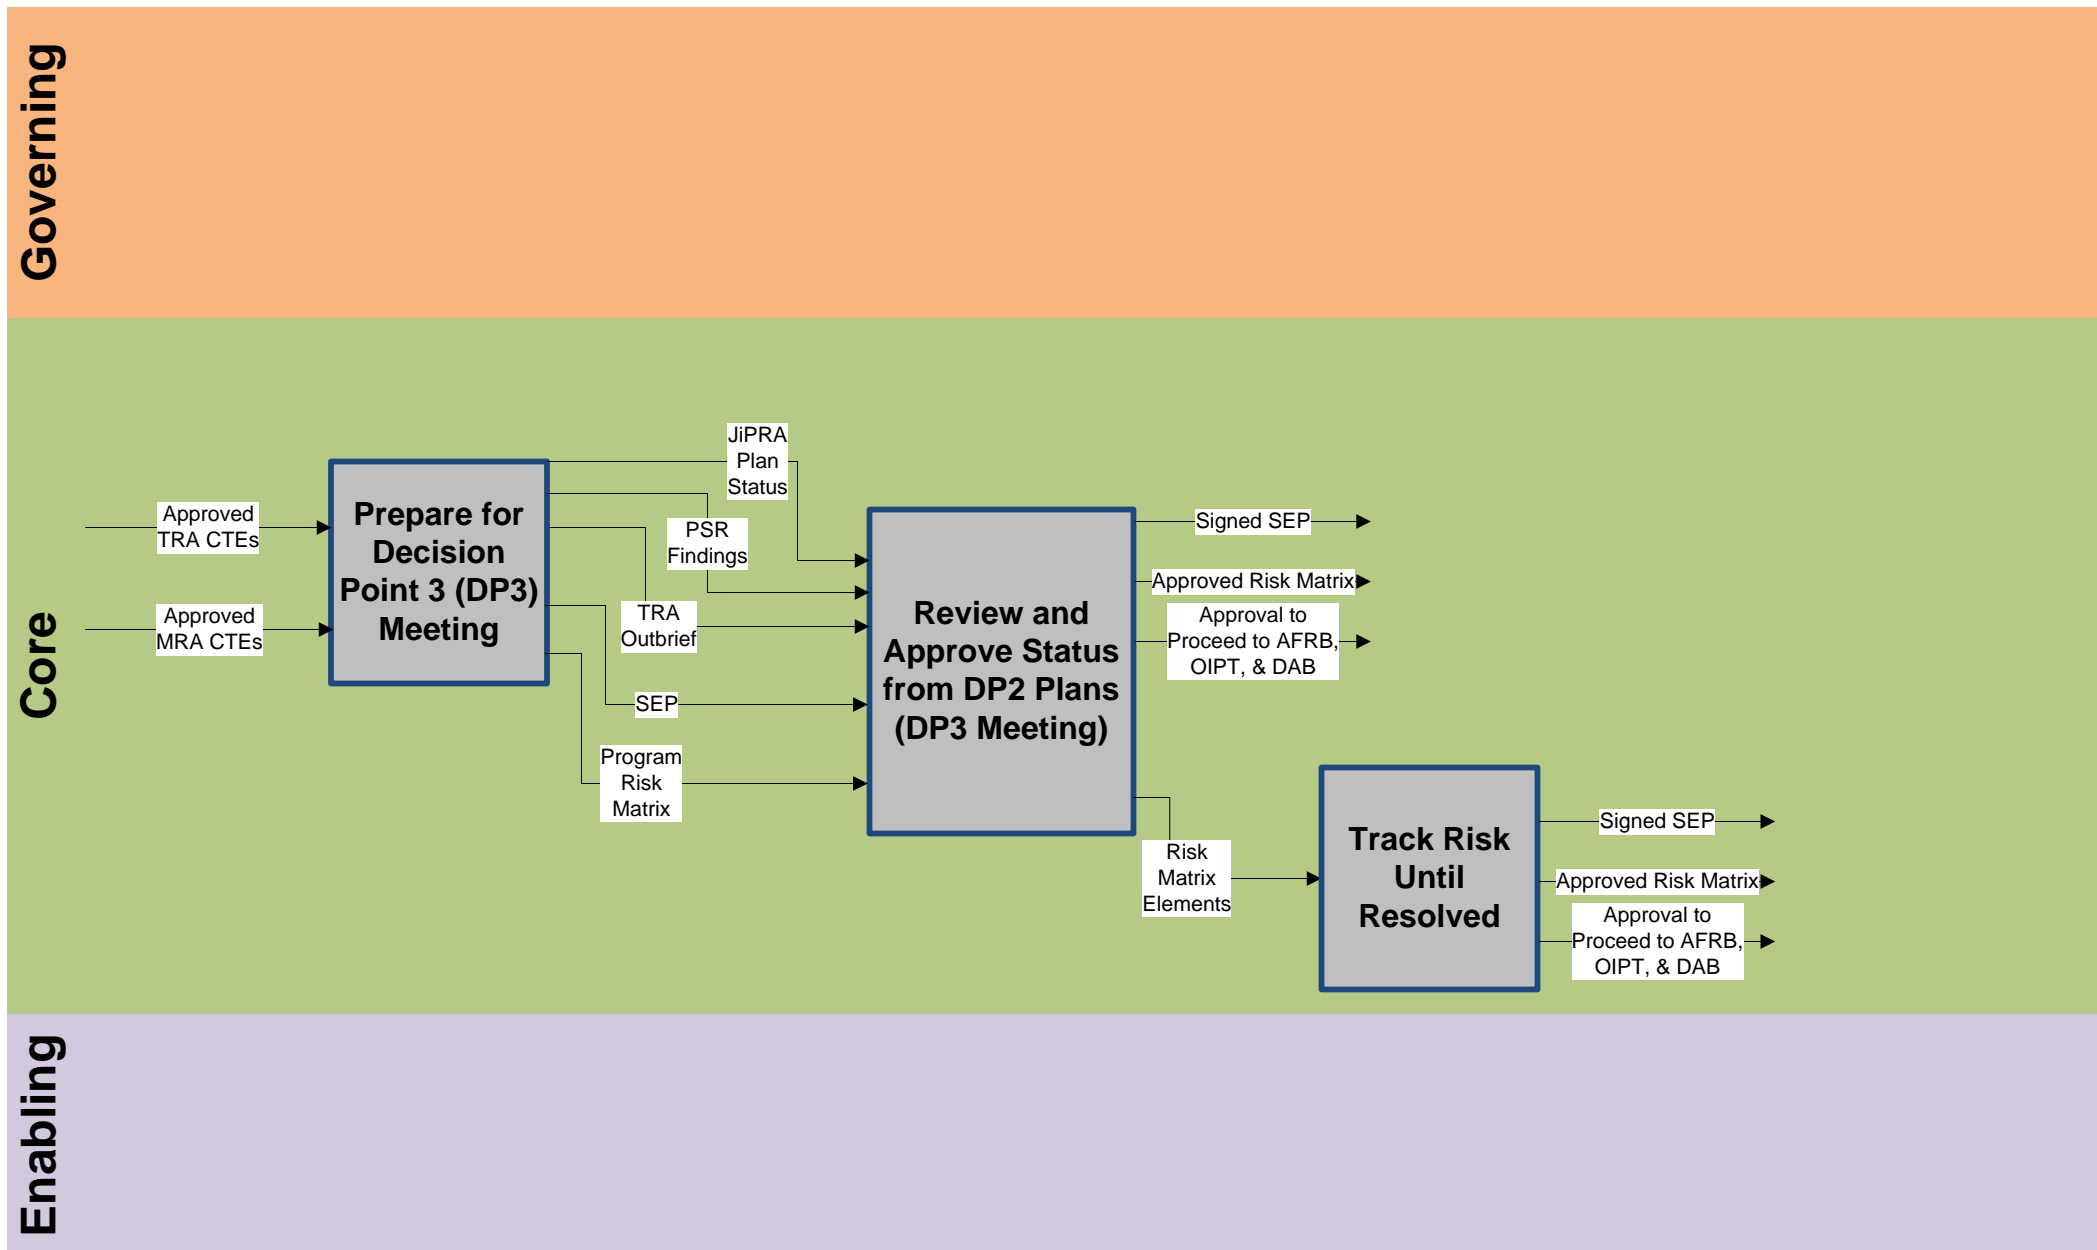 Governing
Core
Enabling
Approved
TRA CTEs
Approved
MRA CTEs
Prepare for
Decision
Point 3 (DP3)
Meeting
JiPRA
Plan
Status
PSR
Findings
TRA
Outbrief
SEP
Program
Risk
Matrix
Review and
Approve Status
from DP2 Plans
(DP3 Meeting)
Signed SEP
Approved Risk Matrix
Approval to
Proceed to AFRB,
OIPT, & DAB
Risk
Matrix
Elements
Track Risk
Until
Resolved
Signed SEP
Approved Risk Matrix
Approval to
Proceed to AFRB,
OIPT, & DAB